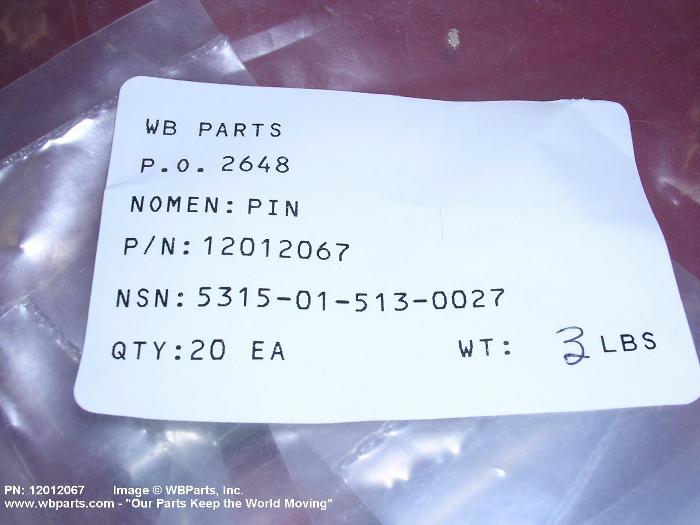 WB PARTS
P.O. 2648
NOMEN: PIN
P/N: 12012067
NSN: 5315-01-513-0027
QTY: 20 EA WT: 3 LBS
PN: 12012067 Image © WBParts, Inc.
www.wbparts.com - "Our Parts Keep the World Moving"